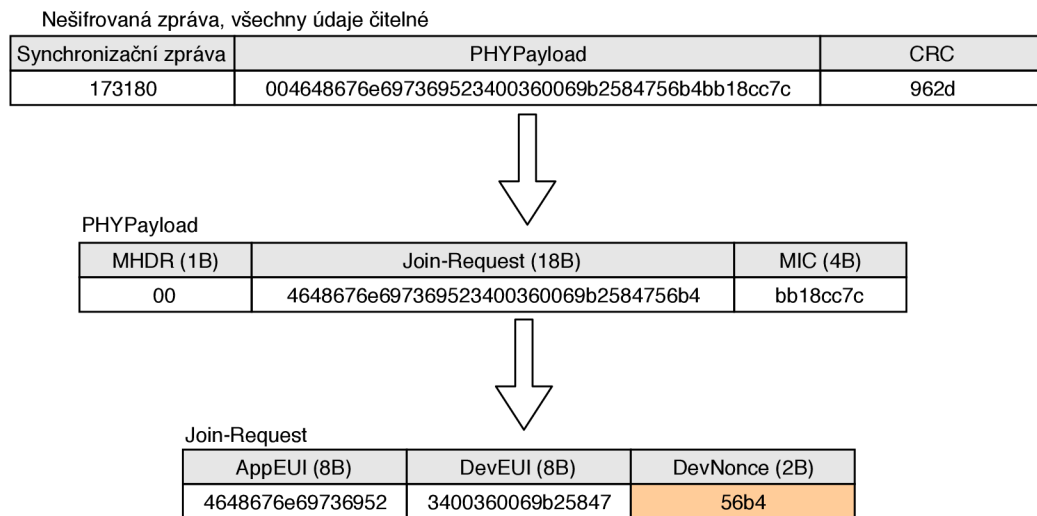 Nešifrovaná zpráva, všechny údaje čitelné
Synchronizační zpráva PHYPayload CRC
173180 004648676e697369523400360069b2584756b4bb18cc7c 962d
PHYPayload
MHDR (1B) Join-Request (18B) MIC (4B)
00 4648676e697369523400360069b2584756b4 bb18cc7c
Join-Request
AppEUI (8B) DevEUI (8B) DevNonce (2B)
4648676e69736952 3400360069b25847 56b4